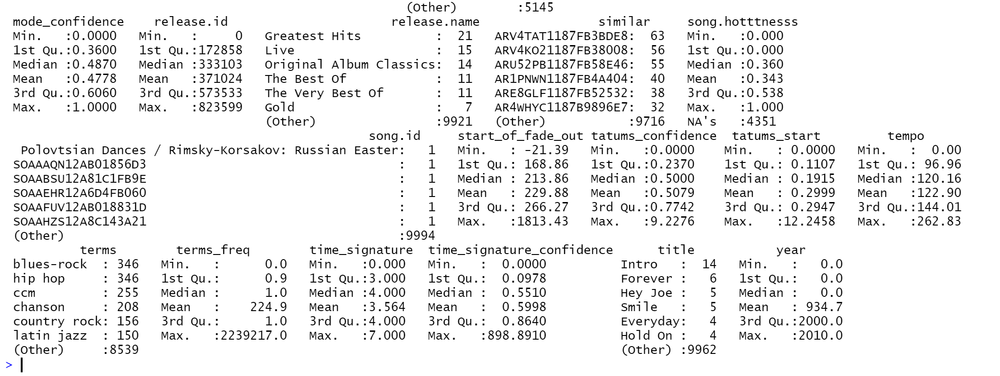 (Other) :5145
mode_confidence release.id release.name similar song.hotttnesss
Min. :0.0000 Min. : 0 Greatest Hits : 21 ARV4TAT1187FB3BDE8: 63 Min. :0.000
1st Qu.:0.3600 1st Qu.:172858 Live : 15 ARV4KO21187FB38008: 56 1st Qu.:0.000
Median :0.4870 Median :333103 Original Album Classics: 14 ARU52PB1187FB58E46: 55 Median :0.360
Mean :0.4778 Mean :371024 The Best Of : 11 AR1PNWN1187FB4A404: 40 Mean :0.343
3rd Qu.:0.6060 3rd Qu.:573533 The Very Best Of : 11 ARE8GLF1187FB52532: 38 3rd Qu.:0.538
Max. :1.0000 Max. :823599 Gold : 7 AR4WHYC1187B9896E7: 32 Max. :1.000
(Other) :9921 (Other) :9716 NA's :4351
song.id start_of_fade_out tatums_confidence tatums_start tempo
Polovtsian Dances / Rimsky-Korsakov: Russian Easter: 1 Min. : -21.39 Min. :0.0000 Min. : 0.0000 Min. : 0.00
SOAAAQN12AB01856D3 : 1 1st Qu.: 168.86 1st Qu.:0.2370 1st Qu.: 0.1107 1st Qu.: 96.96
SOAABSU12A81C1FB9E : 1 Median : 213.86 Median :0.5000 Median : 0.1915 Median :120.16
SOAAEHR12A6D4FB060 : 1 Mean : 229.88 Mean :0.5079 Mean : 0.2999 Mean :122.90
SOAAFUV12AB018831D : 1 3rd Qu.: 266.27 3rd Qu.:0.7742 3rd Qu.: 0.2947 3rd Qu.:144.01
SOAAHZS12A8C143A21 : 1 Max. :1813.43 Max. :9.2276 Max. :12.2458 Max. :262.83
(Other) :9994
terms terms_freq time_signature time_signature_confidence title year
blues-rock : 346 Min. : 0.0 Min. :0.000 Min. : 0.0000 Intro : 14 Min. : 0.0
hip hop : 346 1st Qu.: 0.9 1st Qu.:3.000 1st Qu.: 0.0978 Forever : 6 1st Qu.: 0.0
ccm : 255 Median : 1.0 Median :4.000 Median : 0.5510 Hey Joe : 5 Median : 0.0
chanson : 208 Mean : 224.9 Mean :3.564 Mean : 0.5998 Smile : 5 Mean : 934.7
country rock: 156 3rd Qu.: 1.0 3rd Qu.:4.000 3rd Qu.: 0.8640 Everyday: 4 3rd Qu.:2000.0
latin jazz : 150 Max. :2239217.0 Max. :7.000 Max. :898.8910 Hold On : 4 Max. :2010.0
(Other) :8539 (Other) :9962
>